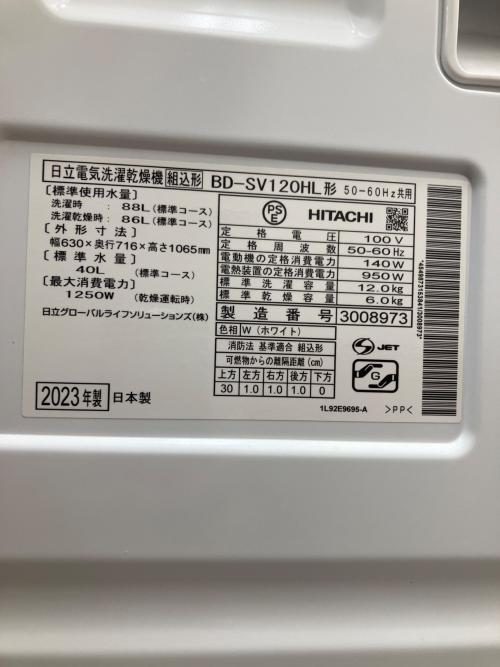 日立電気洗濯乾燥機 組込形 BD-SV120HL形 50-60Hz共用
[標準使用水量]
洗濯時 : 88L(標準コース)
洗濯乾燥時 : 86L(標準コース)
[外形寸法]
幅630×奥行716×高さ1065mm
[標準水量]
40L (標準コース)
[最大消費電力]
1250W (乾燥運転時)
日立グローバルライフソリューションズ(株)
2023年製 日本製
PSE HITACHI
定格電圧 100V
定格周波数 50-60Hz
電動機の定格消費電力 140W
電熱装置の定格消費電力 950W
標準洗濯容量 12.0kg
標準乾燥容量 6.0kg
製造番号 3008973
色相 W(ホワイト)
消防法 基準適合 組込形
可燃物からの離隔距離(cm)
上方 左方 右方 後方 下方
30 1.0 1.0 1.0 0
S JET
G
1L92E9695-A >PP<